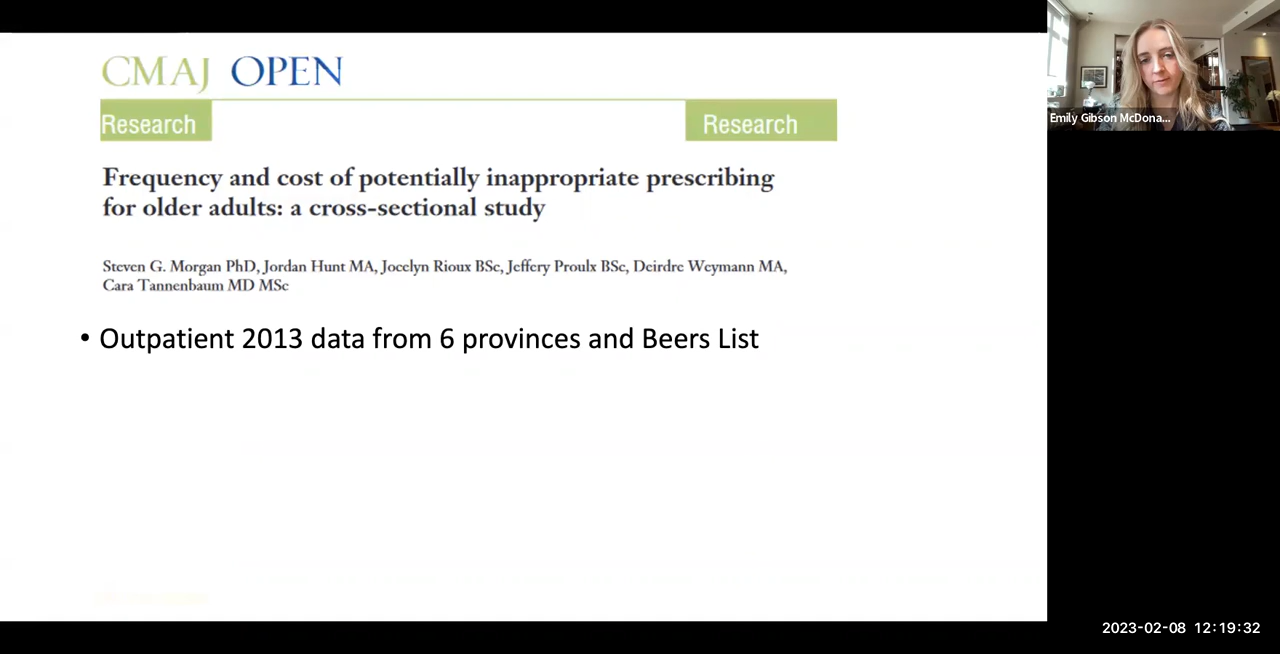 CMAJ OPEN
Research
Research
Frequency and cost of potentially inappropriate prescribing
for older adults: a cross-sectional study
Steven G. Morgan PhD, Jordan Hunt MA, Jocelyn Rioux BSc, Jeffery Proulx BSc, Deirdre Weymann MA,
Cara Tannenbaum MD MSc
• Outpatient 2013 data from 6 provinces and Beers List
Emily Gibson McDona...
2023-02-08 12:19:32